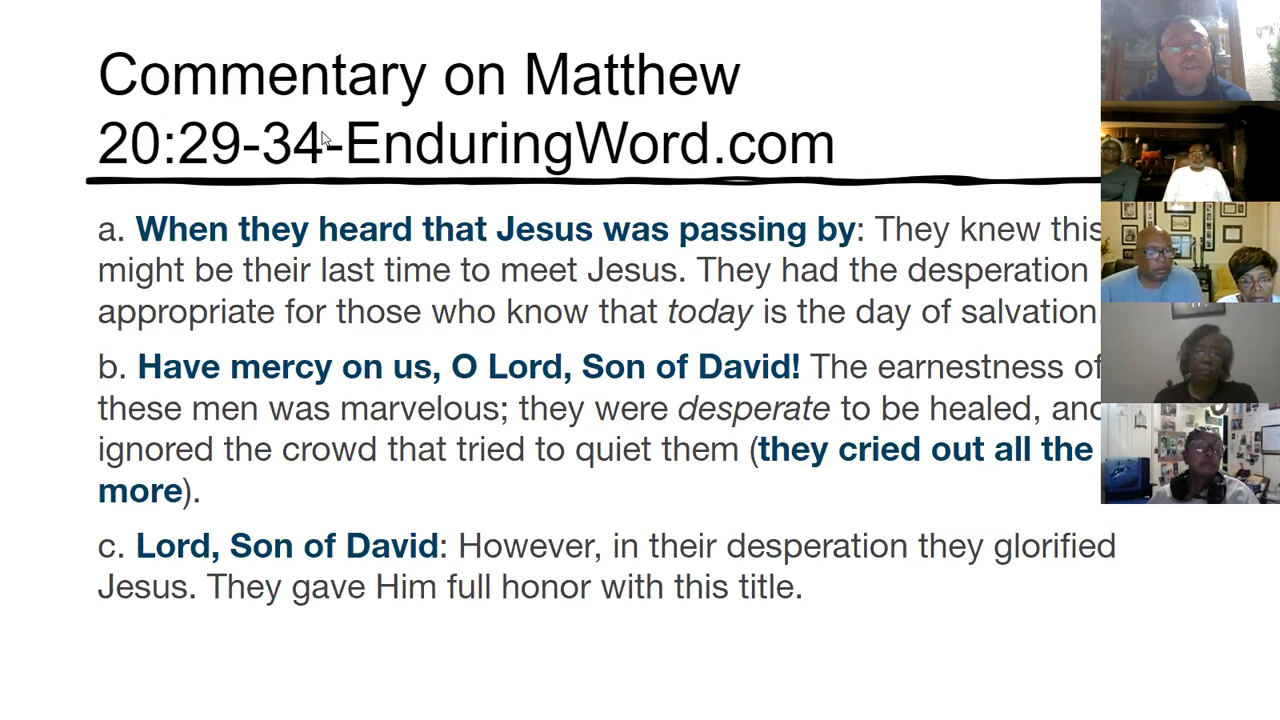 Commentary on Matthew
20:29-34-EnduringWord.com
a. When they heard that Jesus was passing by: They knew this
might be their last time to meet Jesus. They had the desperation
appropriate for those who know that today is the day of salvation.
b. Have mercy on us, O Lord, Son of David! The earnestness of
these men was marvelous; they were desperate to be healed, and
ignored the crowd that tried to quiet them (they cried out all the
more).
c. Lord, Son of David: However, in their desperation they glorified
Jesus. They gave Him full honor with this title.